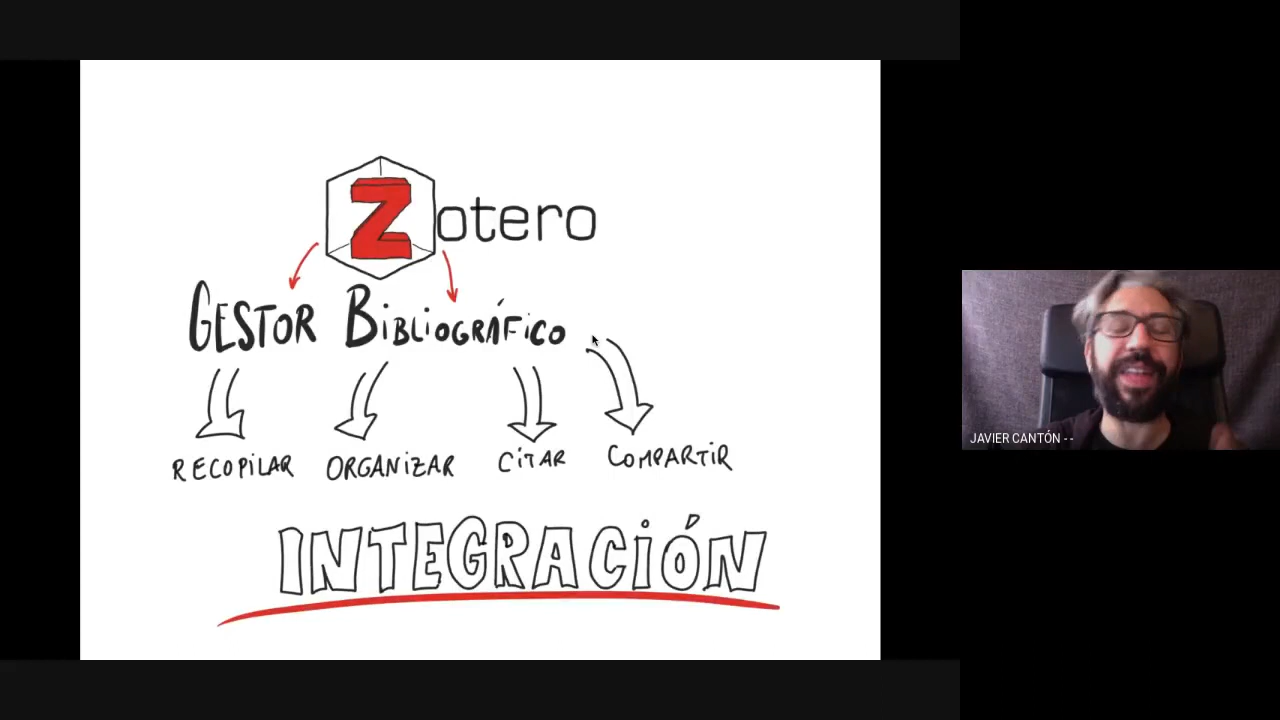 Zotero
GESTOR BIBLIOGRÁFICO
RECOPILAR ORGANIZAR CITAR COMPARTIR
INTEGRACIÓN
JAVIER CANTÓN - -